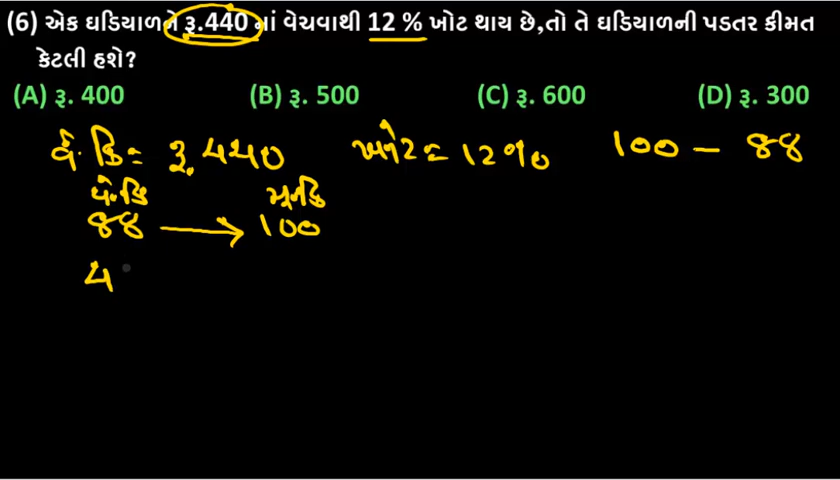 (6) એક ઘડિયાળને રૂ.440 માં વેચવાથી 12 % ખોટ થાય છે,તો તે ઘડિયાળની પડતર કીમત
કેટલી હશે?
(A) રૂ. 400 (B) રૂ. 500 (C) રૂ. 600 (D) રૂ. 300
વે. કિ = રૂ. ૪૪૦ ખોટ = 12% 100 – 88
વે.કિ મૂ.કિ
88 → 100
4